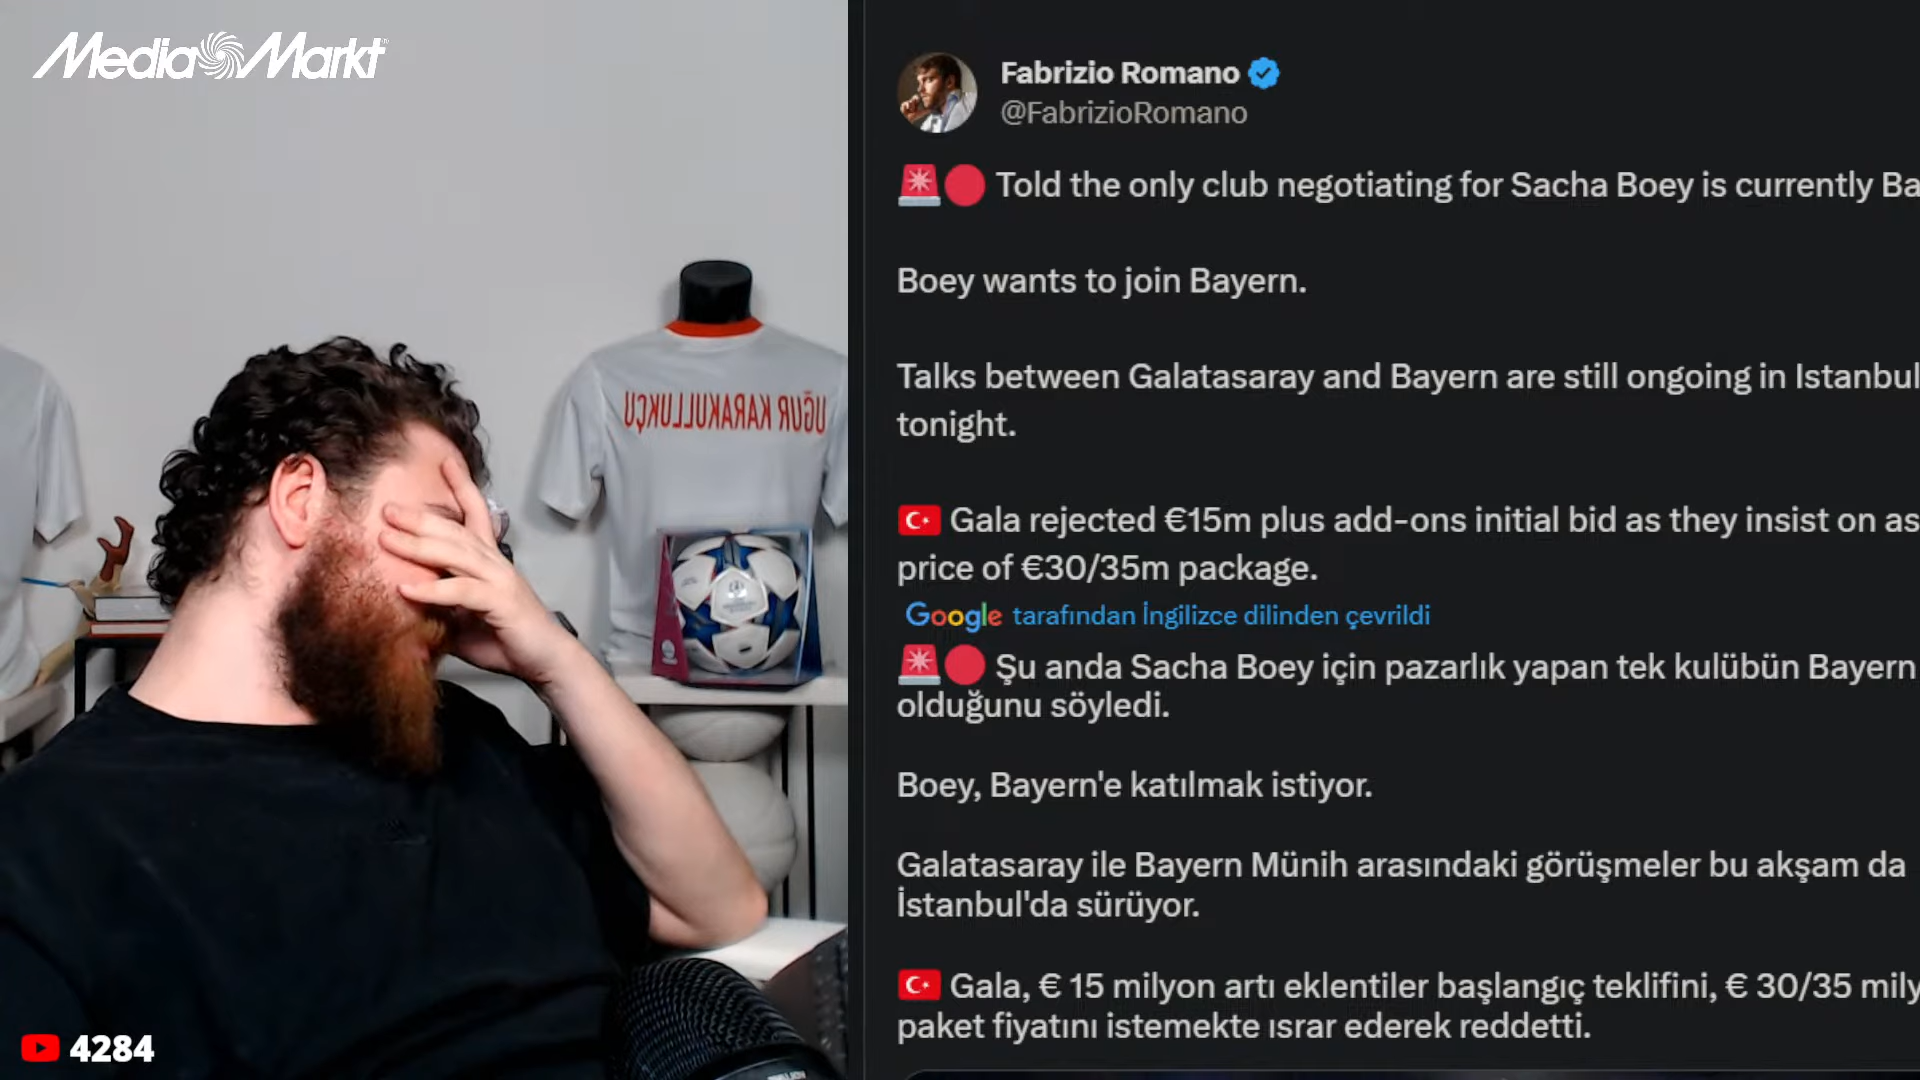 MediaMarkt
UĞUR KARAKULLUKÇU
4284
Fabrizio Romano
@FabrizioRomano
Told the only club negotiating for Sacha Boey is currently Ba
Boey wants to join Bayern.
Talks between Galatasaray and Bayern are still ongoing in Istanbul
tonight.
Gala rejected €15m plus add-ons initial bid as they insist on as
price of €30/35m package.
Google tarafından İngilizce dilinden çevrildi
Şu anda Sacha Boey için pazarlık yapan tek kulübün Bayern
olduğunu söyledi.
Boey, Bayern'e katılmak istiyor.
Galatasaray ile Bayern Münih arasındaki görüşmeler bu akşam da
İstanbul'da sürüyor.
Gala, € 15 milyon artı eklentiler başlangıç teklifini, € 30/35 mily
paket fiyatını istemekte ısrar ederek reddetti.